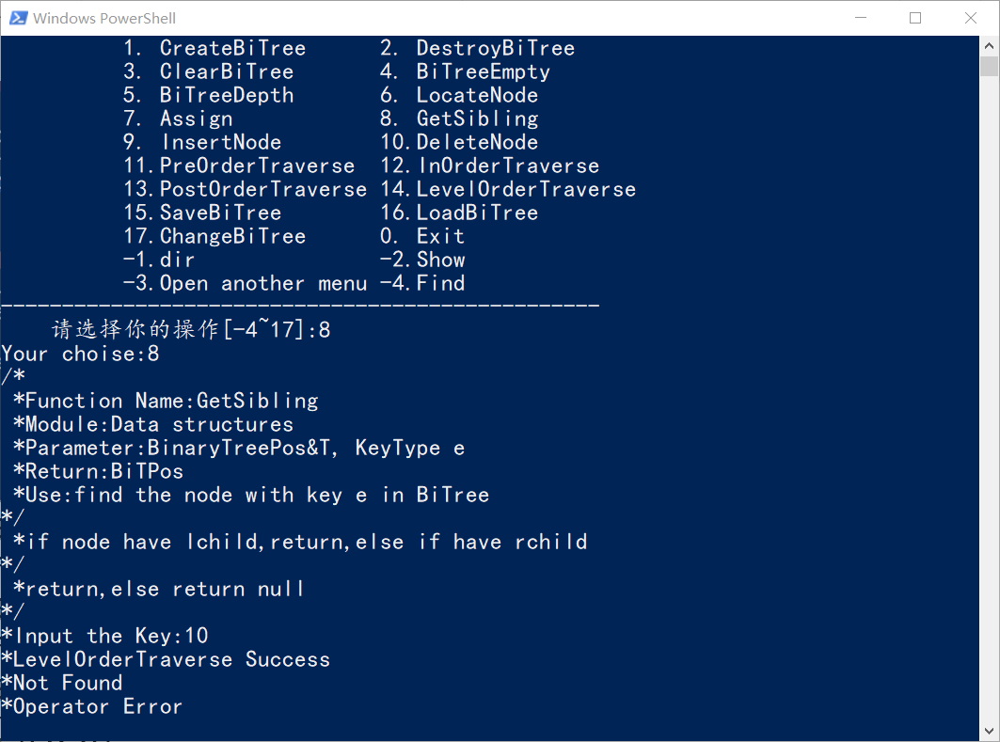 Windows PowerShell
1. CreateBiTree 2. DestroyBiTree
3. ClearBiTree 4. BiTreeEmpty
5. BiTreeDepth 6. LocateNode
7. Assign 8. GetSibling
9. InsertNode 10.DeleteNode
11.PreOrderTraverse 12.InOrderTraverse
13.PostOrderTraverse 14.LevelOrderTraverse
15.SaveBiTree 16.LoadBiTree
17.ChangeBiTree 0. Exit
-1.dir -2.Show
-3.Open another menu -4.Find
-------------------------------------------------
请选择你的操作[-4~17]:8
Your choise:8
/*
*Function Name:GetSibling
*Module:Data structures
*Parameter:BinaryTreePos&T, KeyType e
*Return:BiTPos
*Use:find the node with key e in BiTree
*/
*if node have lchild,return,else if have rchild
*/
*return,else return null
*/
*Input the Key:10
*LevelOrderTraverse Success
*Not Found
*Operator Error